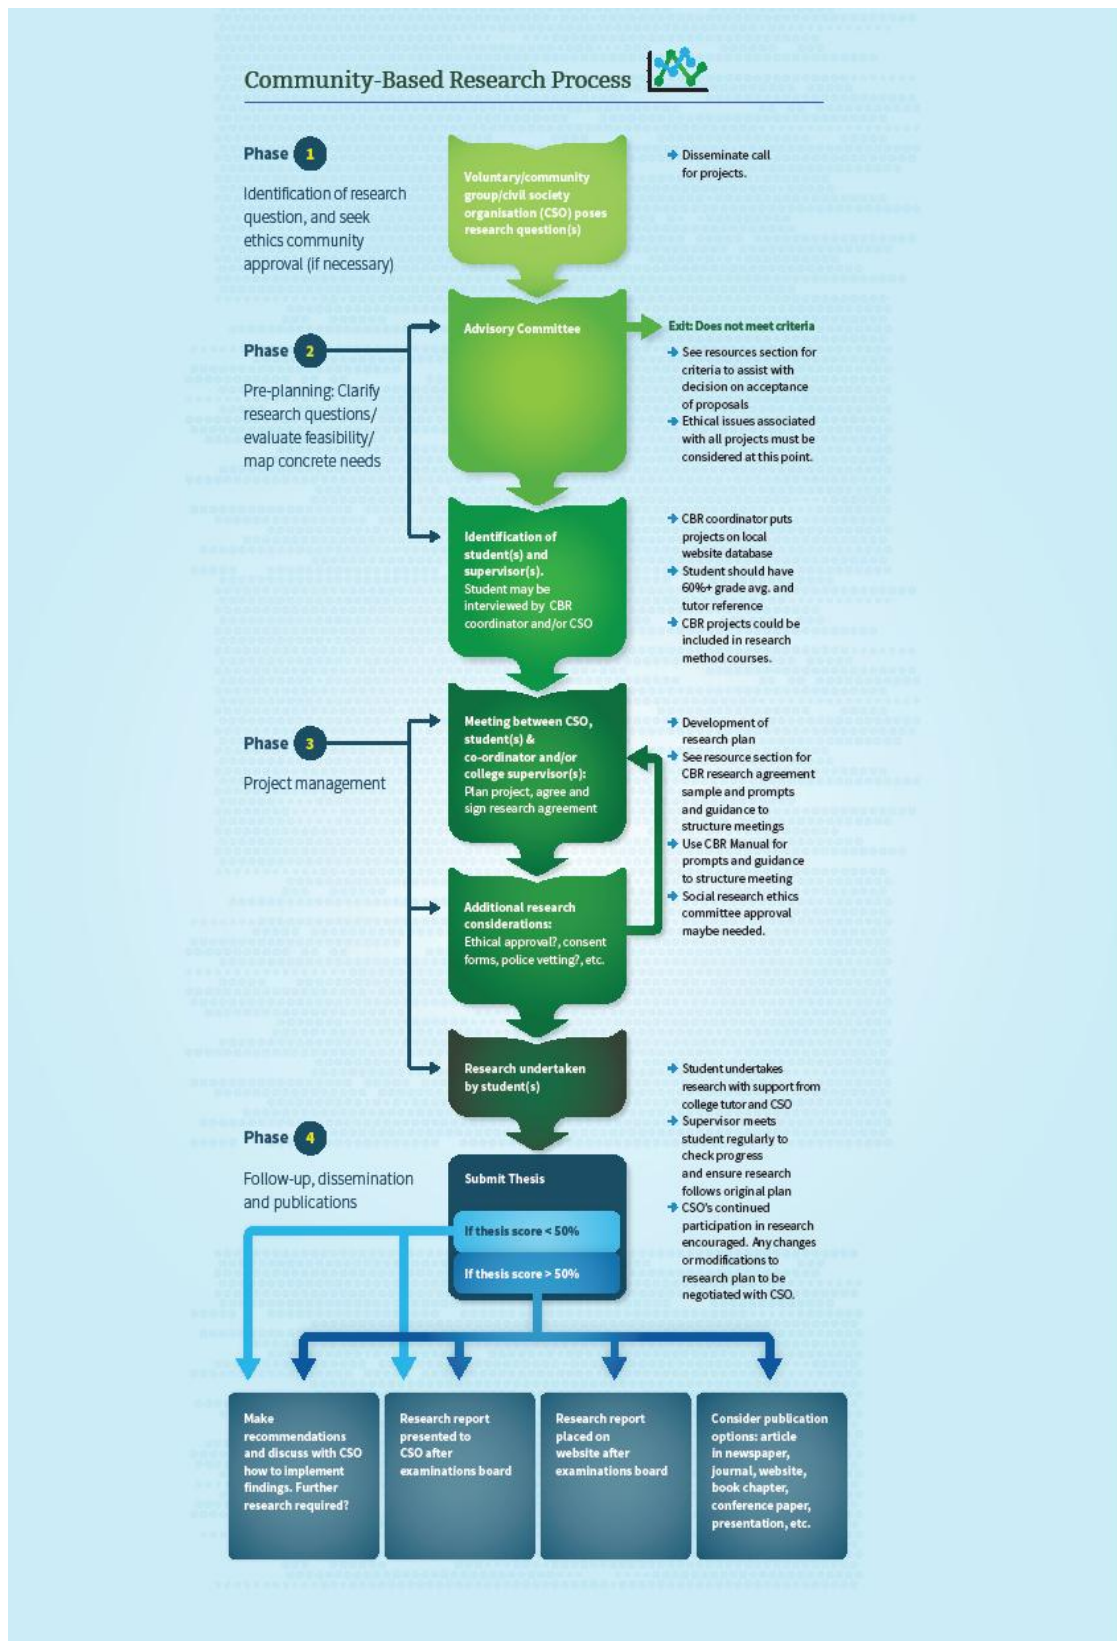 Community-Based Research Process
Phase 1
Identification of research
question, and seek
ethics community
approval (if necessary)
Voluntary/community
group/civil society
organisation (CSO) poses
research question(s)
Disseminate call
for projects.
Phase 2
Pre-planning: Clarify
research questions/
evaluate feasibility/
map concrete needs
Advisory Committee
Exit: Does not meet criteria
See resources section for
criteria to assist with
decision on acceptance
of proposals
Ethical issues associated
with all projects must be
considered at this point.
Identification of
student(s) and
supervisor(s).
Student may be
interviewed by CBR
coordinator and/or CSO
CBR coordinator puts
projects on local
website database
Student should have
60%+ grade avg. and
tutor reference
CBR projects could be
included in research
method courses.
Phase 3
Project management
Meeting between CSO,
student(s) &
co-ordinator and/or
college supervisor(s):
Plan project, agree and
sign research agreement
Development of
research plan
See resource section for
CBR research agreement
sample and prompts
and guidance to
structure meetings
Use CBR Manual for
prompts and guidance
to structure meeting
Social research ethics
committee approval
maybe needed.
Additional research
considerations:
Ethical approval?, consent
forms, police vetting?, etc.
Research undertaken
by student(s)
Student undertakes
research with support from
college tutor and CSO
Supervisor meets
student regularly to
check progress
and ensure research
follows original plan
CSO's continued
participation in research
encouraged. Any changes
or modifications to
research plan to be
negotiated with CSO.
Phase 4
Follow-up, dissemination
and publications
Submit Thesis
If thesis score < 50%
If thesis score > 50%
Make
recommendations
and discuss with CSO
how to implement
findings. Further
research required?
Research report
presented to
CSO after
examinations board
Research report
placed on
website after
examinations board
Consider publication
options: article
in newspaper,
journal, website,
book chapter,
conference paper,
presentation, etc.